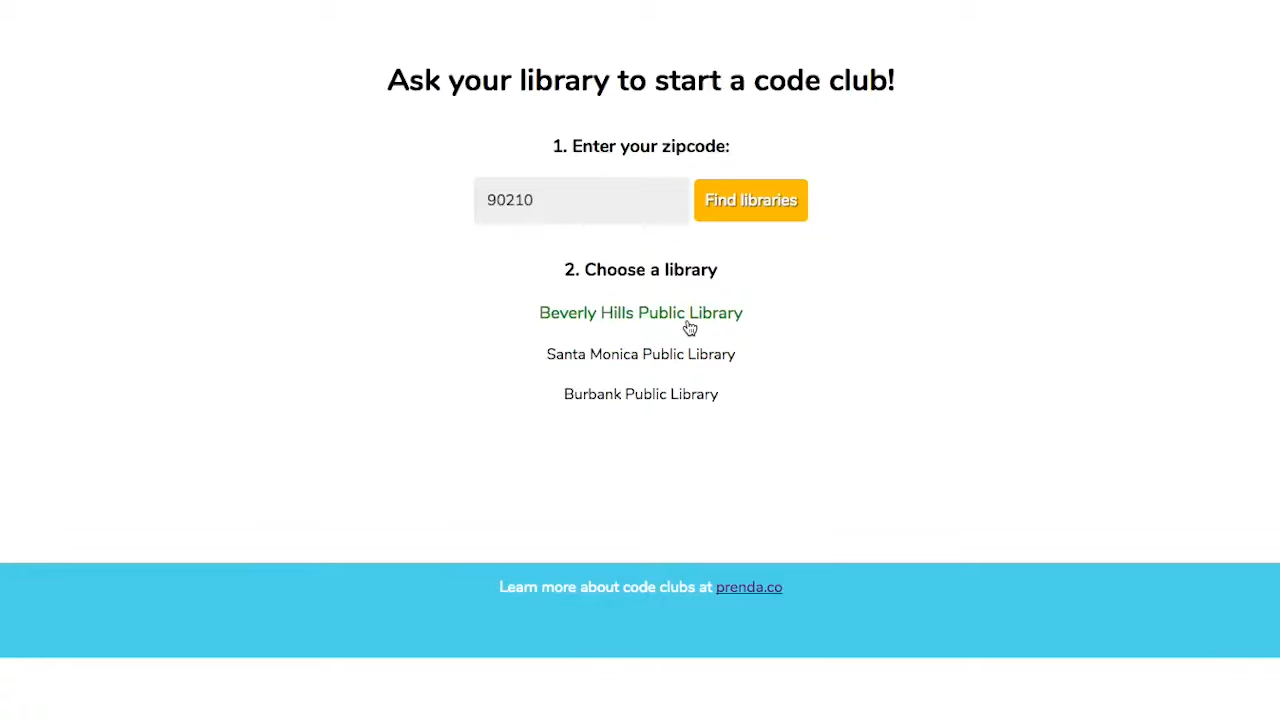 Ask your library to start a code club!
1. Enter your zipcode:
90210 Find libraries
2. Choose a library
Beverly Hills Public Library
Santa Monica Public Library
Burbank Public Library
Learn more about code clubs at prenda.co